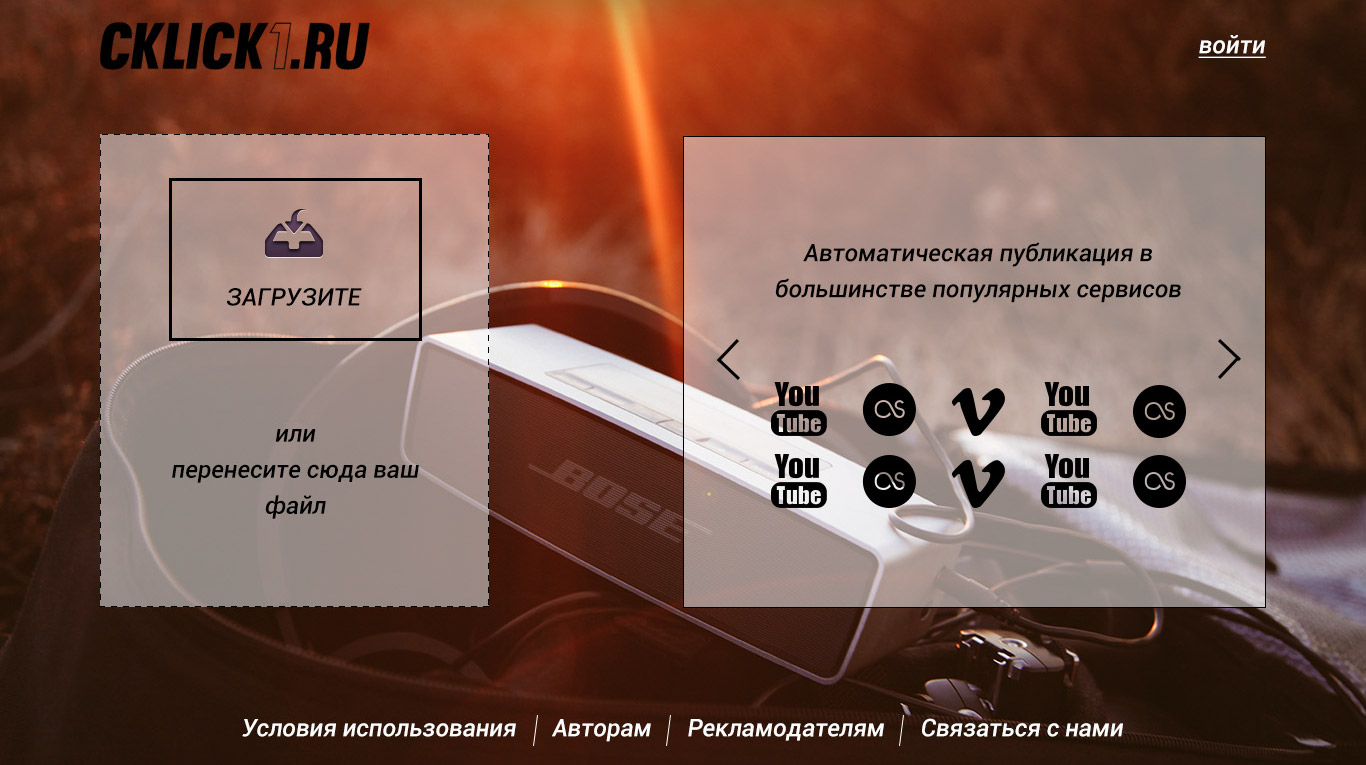 CKLICK1.RU
ВОЙТИ
ЗАГРУЗИТЕ
или
перенесите сюда ваш
файл
Автоматическая публикация в
большинстве популярных сервисов
You Tube
You Tube
You Tube
You Tube
BOSE
Условия использования
Авторам
Рекламодателям
Связаться с нами